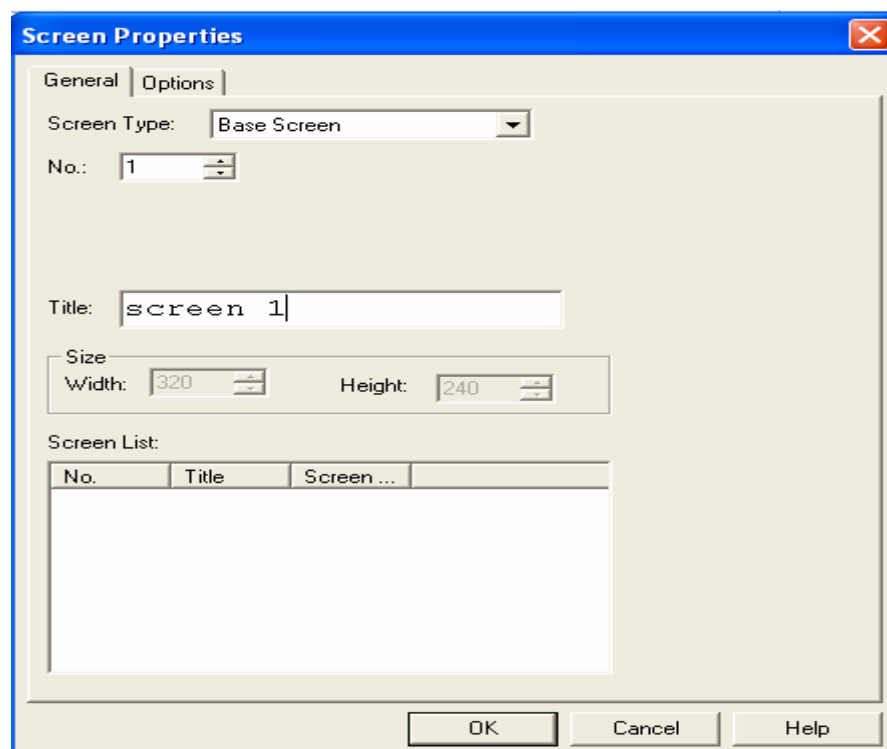 Screen Properties
General Options
Screen Type: Base Screen
No.: 1
Title: screen 1
Size
Width: 320 Height: 240
Screen List:
No. Title Screen ...
OK Cancel Help